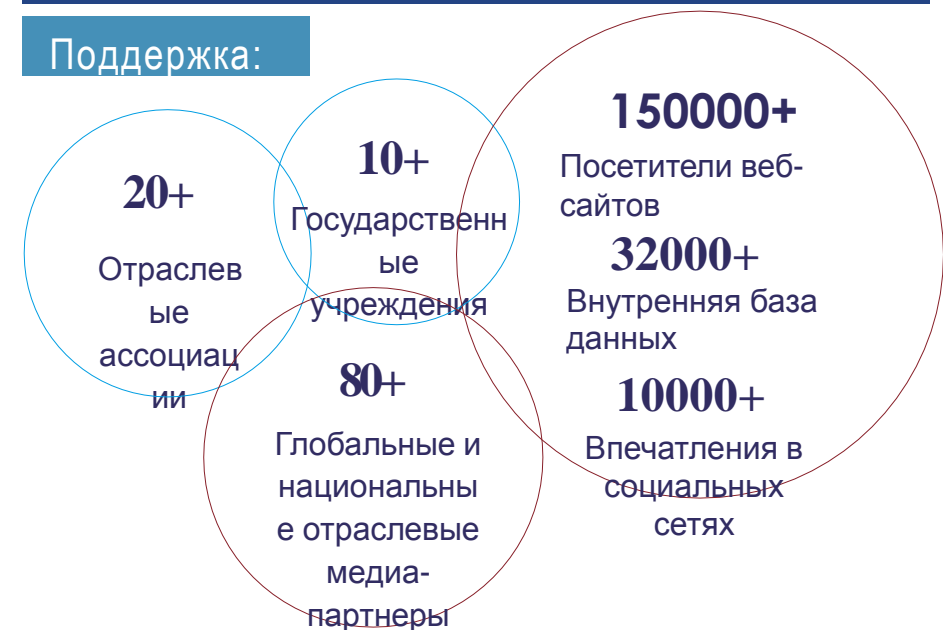 Поддержка:
20+
Отраслев
ые
ассоциац
ии
10+
Государственн
ые
учреждения
80+
Глобальные и
национальны
е отраслевые
медиа-
партнеры
150000+
Посетители веб-
сайтов
32000+
Внутренняя база
данных
10000+
Впечатления в
социальных
сетях